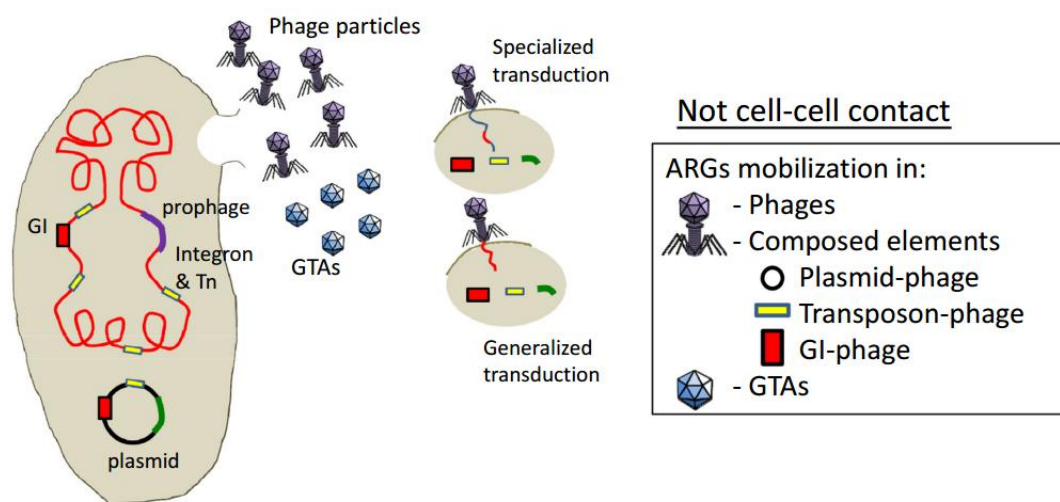 Phage particles
Specialized
transduction
prophage
GI
Integron
& Tn
GTAs
plasmid
Generalized
transduction
Not cell-cell contact
ARGs mobilization in:
- Phages
- Composed elements
Plasmid-phage
Transposon-phage
GI-phage
- GTAs